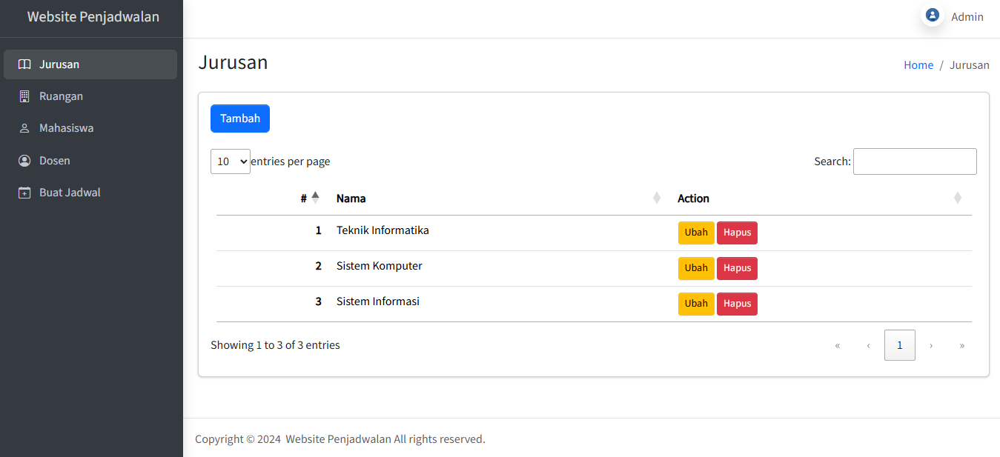 Website Penjadwalan
Admin
Jurusan
Ruangan
Mahasiswa
Dosen
Buat Jadwal
Jurusan
Home / Jurusan
Tambah
10 entries per page
Search:
# Nama Action
1 Teknik Informatika Ubah Hapus
2 Sistem Komputer Ubah Hapus
3 Sistem Informasi Ubah Hapus
Showing 1 to 3 of 3 entries
« ‹ 1 › »
Copyright © 2024 Website Penjadwalan All rights reserved.